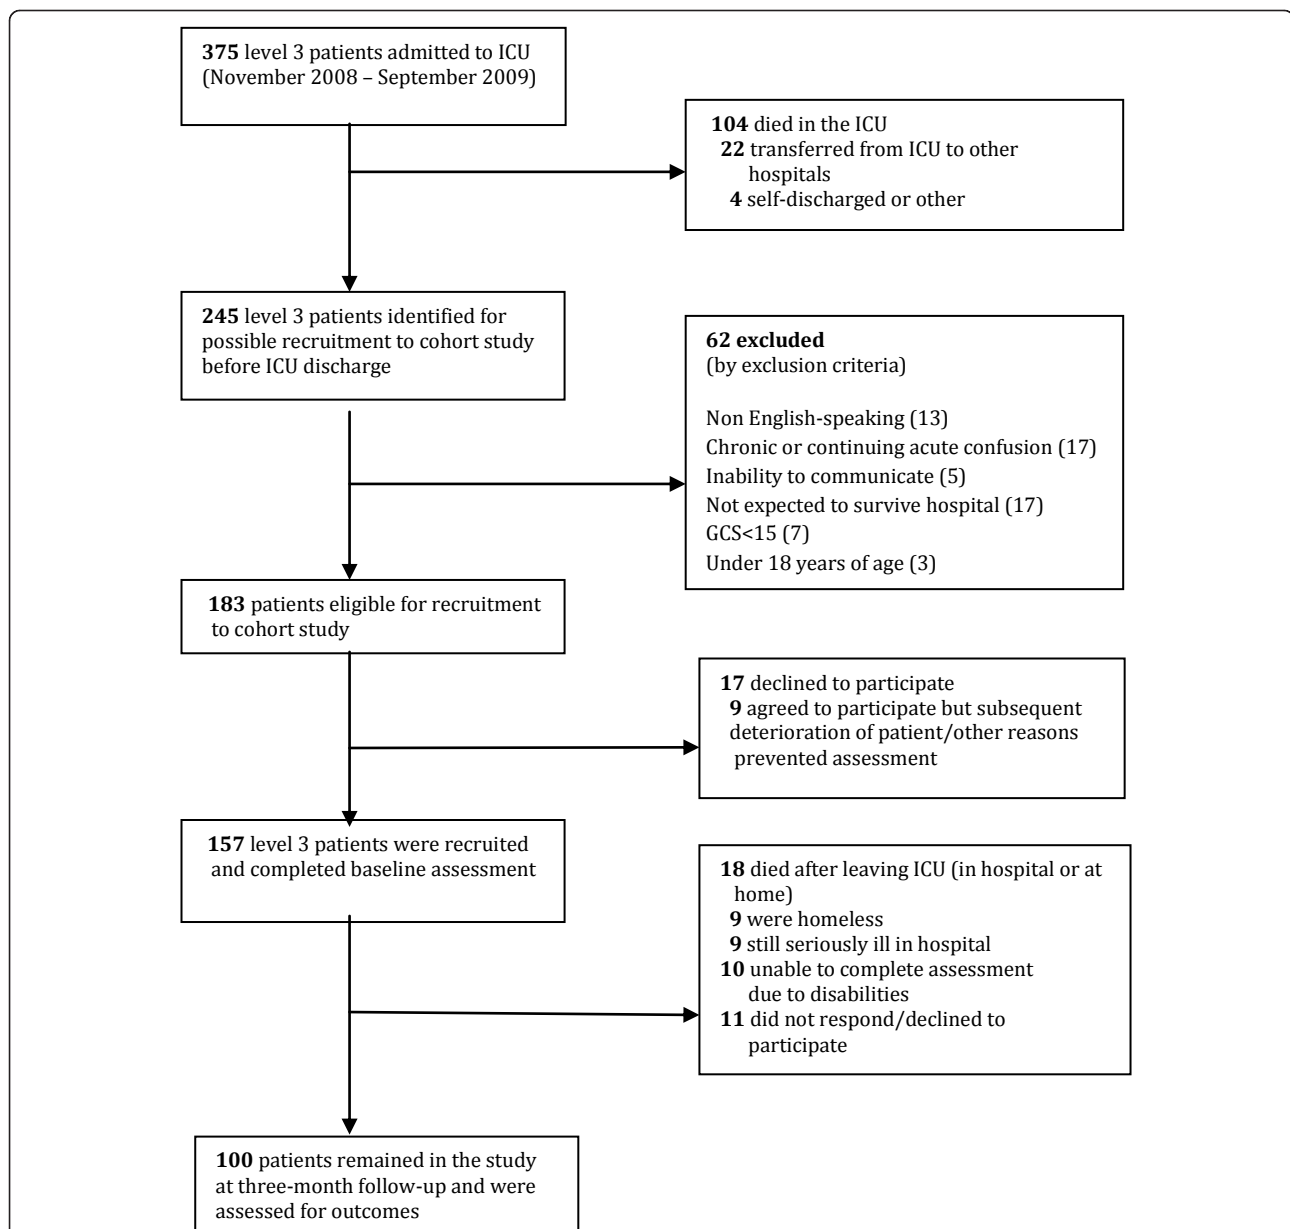 375 level 3 patients admitted to ICU
(November 2008 – September 2009)
104 died in the ICU
22 transferred from ICU to other
hospitals
4 self-discharged or other
245 level 3 patients identified for
possible recruitment to cohort study
before ICU discharge
62 excluded
(by exclusion criteria)
Non English-speaking (13)
Chronic or continuing acute confusion (17)
Inability to communicate (5)
Not expected to survive hospital (17)
GCS<15 (7)
Under 18 years of age (3)
183 patients eligible for recruitment
to cohort study
17 declined to participate
9 agreed to participate but subsequent
deterioration of patient/other reasons
prevented assessment
157 level 3 patients were recruited
and completed baseline assessment
18 died after leaving ICU (in hospital or at
home)
9 were homeless
9 still seriously ill in hospital
10 unable to complete assessment
due to disabilities
11 did not respond/declined to
participate
100 patients remained in the study
at three-month follow-up and were
assessed for outcomes